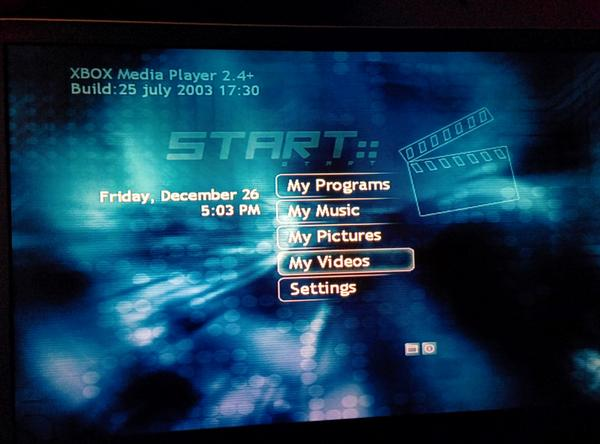 XBOX Media Player 2.4+
Build:25 july 2003 17:30
START::
START
Friday, December 26
5:03 PM
My Programs
My Music
My Pictures
My Videos
Settings